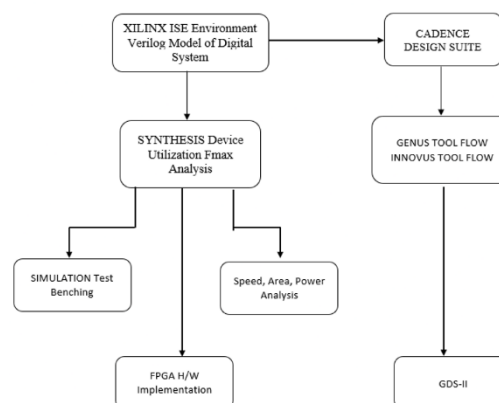 XILINX ISE Environment
Verilog Model of Digital
System
CADENCE
DESIGN SUITE
SYNTHESIS Device
Utilization Fmax
Analysis
GENUS TOOL FLOW
INNOVUS TOOL FLOW
SIMULATION Test
Benching
Speed, Area, Power
Analysis
FPGA H/W
Implementation
GDS-II